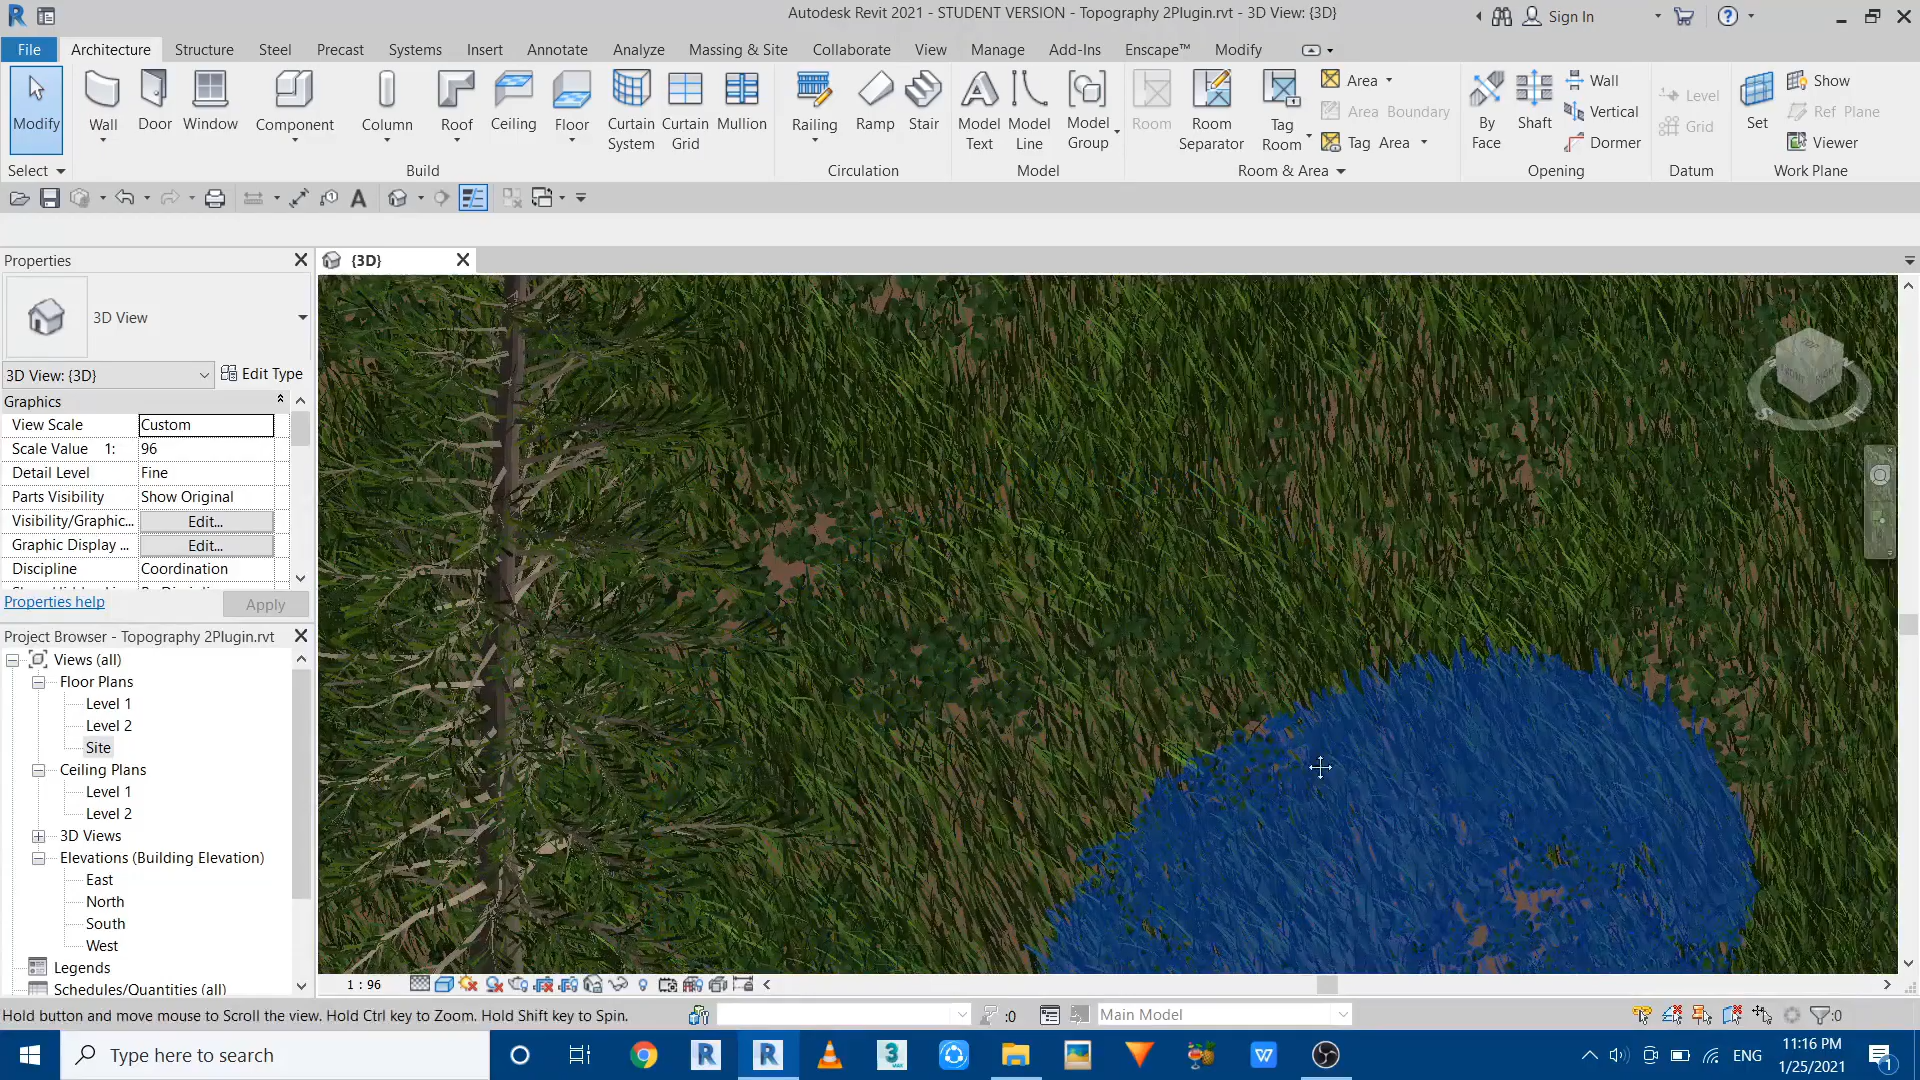 Autodesk Revit 2021 - STUDENT VERSION - Topography 2Plugin.rvt - 3D View: {3D}
Sign In
File Architecture Structure Steel Precast Systems Insert Annotate Analyze Massing & Site Collaborate View Manage Add-Ins Enscape™ Modify
Modify
Wall
Door
Window
Component
Column
Roof
Ceiling
Floor
Curtain System
Curtain Grid
Mullion
Railing
Ramp
Stair
Model Text
Model Line
Model Group
Room
Room Separator
Tag Room
Area
Area Boundary
Tag Area
By Face
Shaft
Wall
Vertical
Dormer
Level
Grid
Set
Show
Ref Plane
Viewer
Select
Build
Circulation
Model
Room & Area
Opening
Datum
Work Plane
Properties
{3D}
3D View
3D View: {3D}
Edit Type
Graphics
View Scale Custom
Scale Value 1: 96
Detail Level Fine
Parts Visibility Show Original
Visibility/Graphic... Edit...
Graphic Display ... Edit...
Discipline Coordination
Properties help
Apply
Project Browser - Topography 2Plugin.rvt
Views (all)
Floor Plans
Level 1
Level 2
Site
Ceiling Plans
Level 1
Level 2
3D Views
Elevations (Building Elevation)
East
North
South
West
Legends
Schedules/Quantities (all)
1 : 96
Hold button and move mouse to Scroll the view. Hold Ctrl key to Zoom. Hold Shift key to Spin.
:0
Main Model
:0
Type here to search
ENG
11:16 PM
1/25/2021